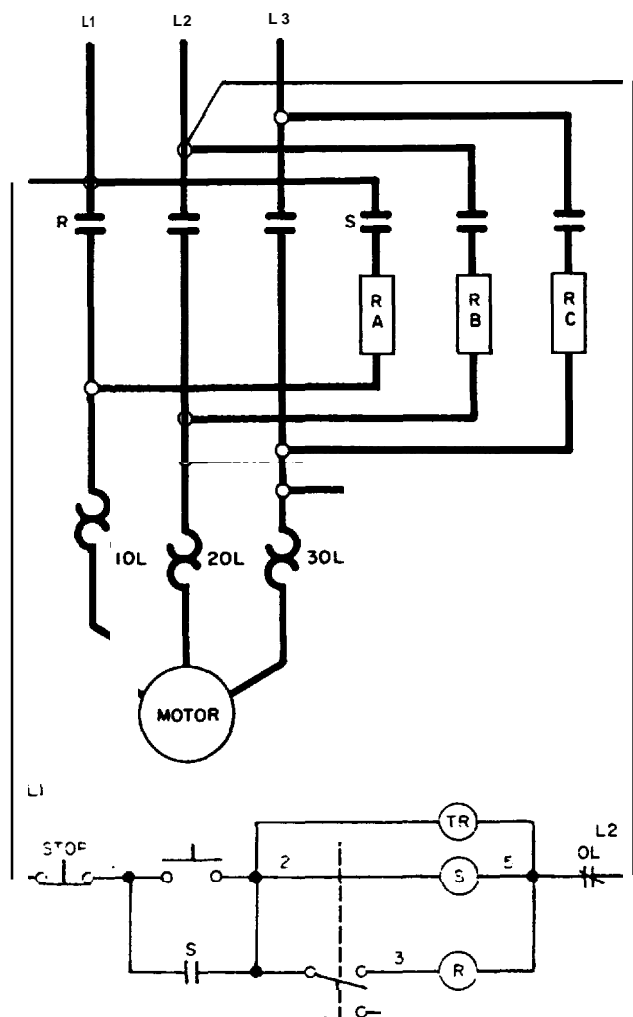 L1 L2 L3
R S
R A R B R C
1OL 2OL 3OL
MOTOR
L1
TR
STOP L2
2 S 5 OL
S 3 R